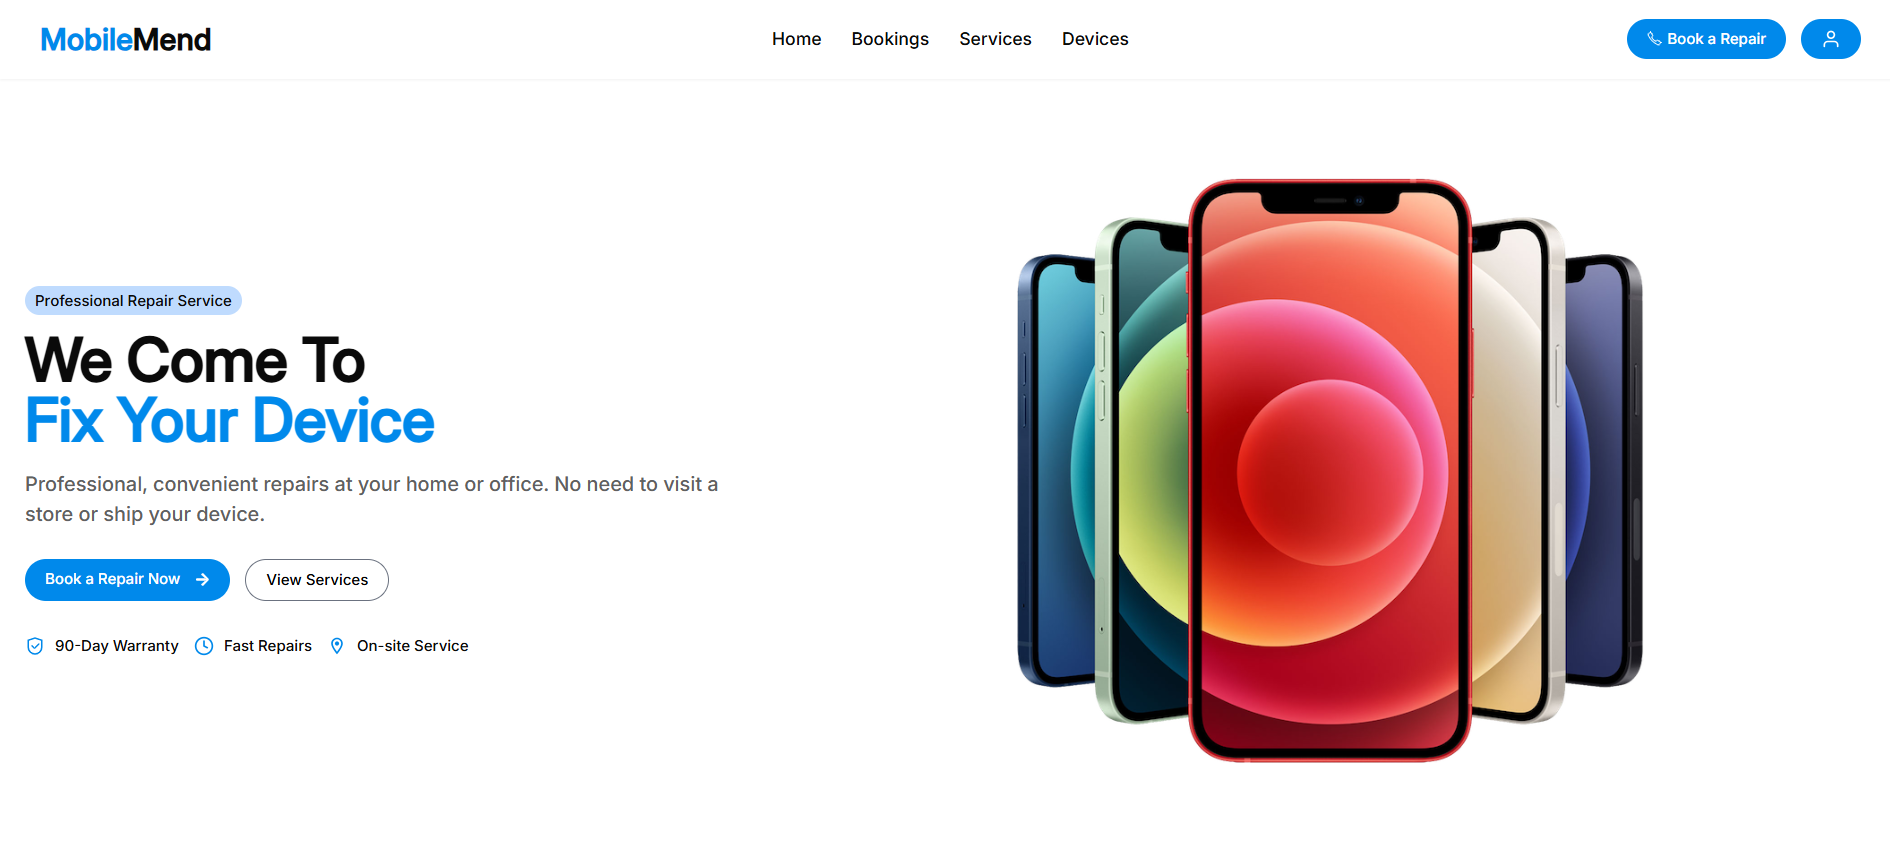 MobileMend
Home
Bookings
Services
Devices
Book a Repair
Professional Repair Service
We Come To
Fix Your Device
Professional, convenient repairs at your home or office. No need to visit a
store or ship your device.
Book a Repair Now
View Services
90-Day Warranty
Fast Repairs
On-site Service